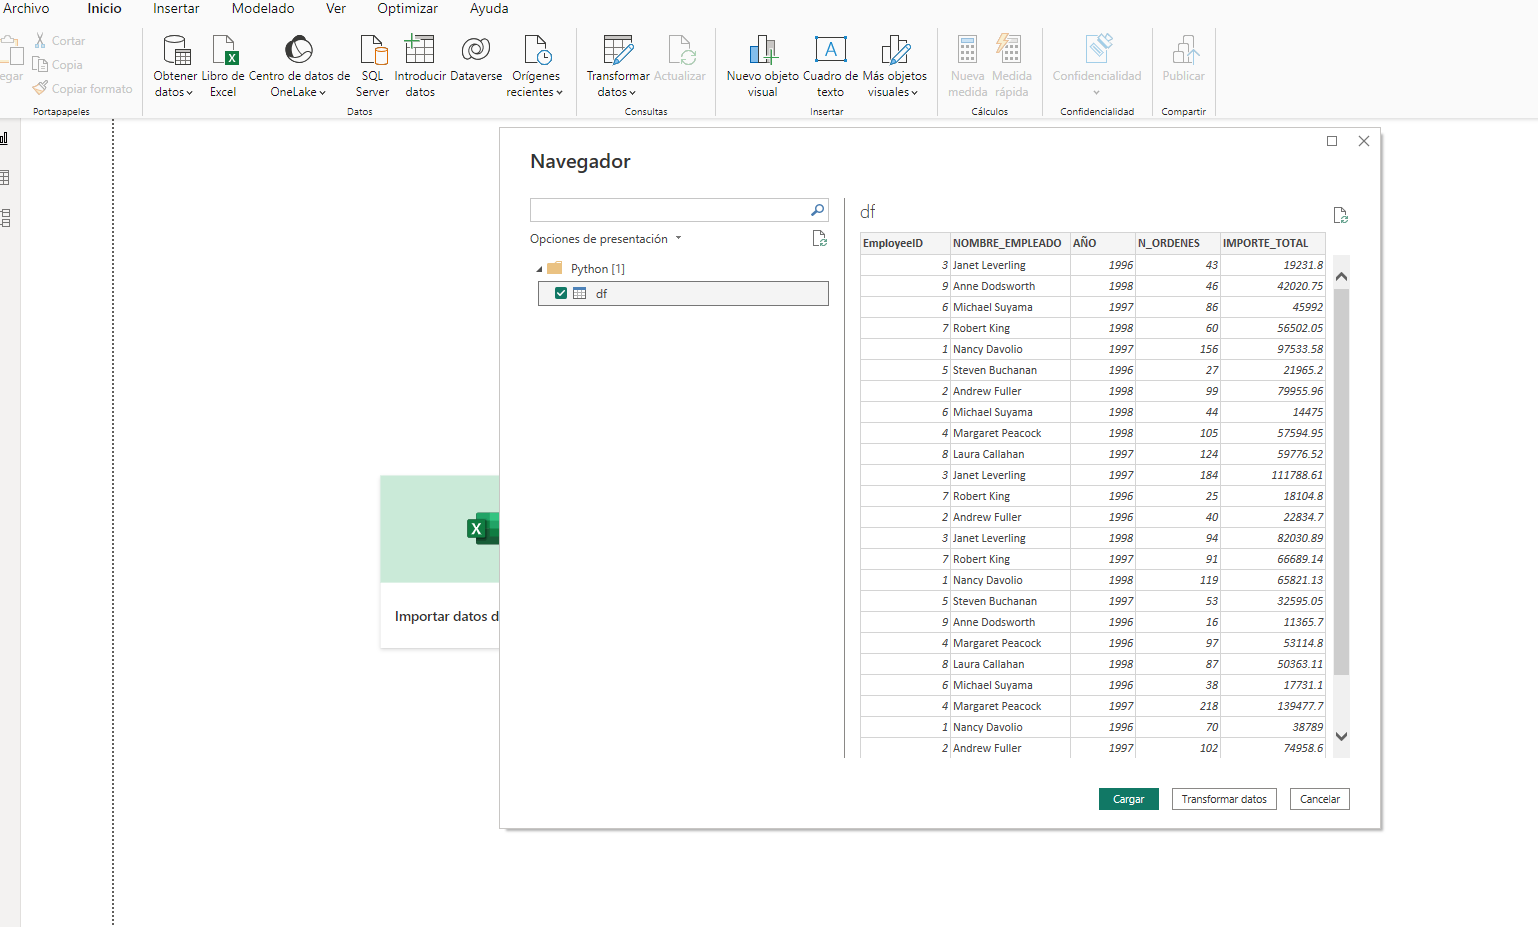 Archivo Inicio Insertar Modelado Ver Optimizar Ayuda
Cortar
Copia
Copiar formato
Portapapeles
Obtener datos
Libro de Excel
Centro de datos de OneLake
SQL Server
Introducir datos
Dataverse
Orígenes recientes
Datos
Transformar datos
Actualizar
Consultas
Nuevo objeto visual
Cuadro de texto
Más objetos visuales
Insertar
Nueva medida
Medida rápida
Cálculos
Confidencialidad
Confidencialidad
Publicar
Compartir
Importar datos d
Navegador
Opciones de presentación
Python [1]
df
df
EmployeeID NOMBRE_EMPLEADO AÑO N_ORDENES IMPORTE_TOTAL
3 Janet Leverling 1996 43 19231.8
9 Anne Dodsworth 1998 46 42020.75
6 Michael Suyama 1997 86 45992
7 Robert King 1998 60 56502.05
1 Nancy Davolio 1997 156 97533.58
5 Steven Buchanan 1996 27 21965.2
2 Andrew Fuller 1998 99 79955.96
6 Michael Suyama 1998 44 14475
4 Margaret Peacock 1998 105 57594.95
8 Laura Callahan 1997 124 59776.52
3 Janet Leverling 1997 184 111788.61
7 Robert King 1996 25 18104.8
2 Andrew Fuller 1996 40 22834.7
3 Janet Leverling 1998 94 82030.89
7 Robert King 1997 91 66689.14
1 Nancy Davolio 1998 119 65821.13
5 Steven Buchanan 1997 53 32595.05
9 Anne Dodsworth 1996 16 11365.7
4 Margaret Peacock 1996 97 53114.8
8 Laura Callahan 1998 87 50363.11
6 Michael Suyama 1996 38 17731.1
4 Margaret Peacock 1997 218 139477.7
1 Nancy Davolio 1996 70 38789
2 Andrew Fuller 1997 102 74958.6
Cargar Transformar datos Cancelar